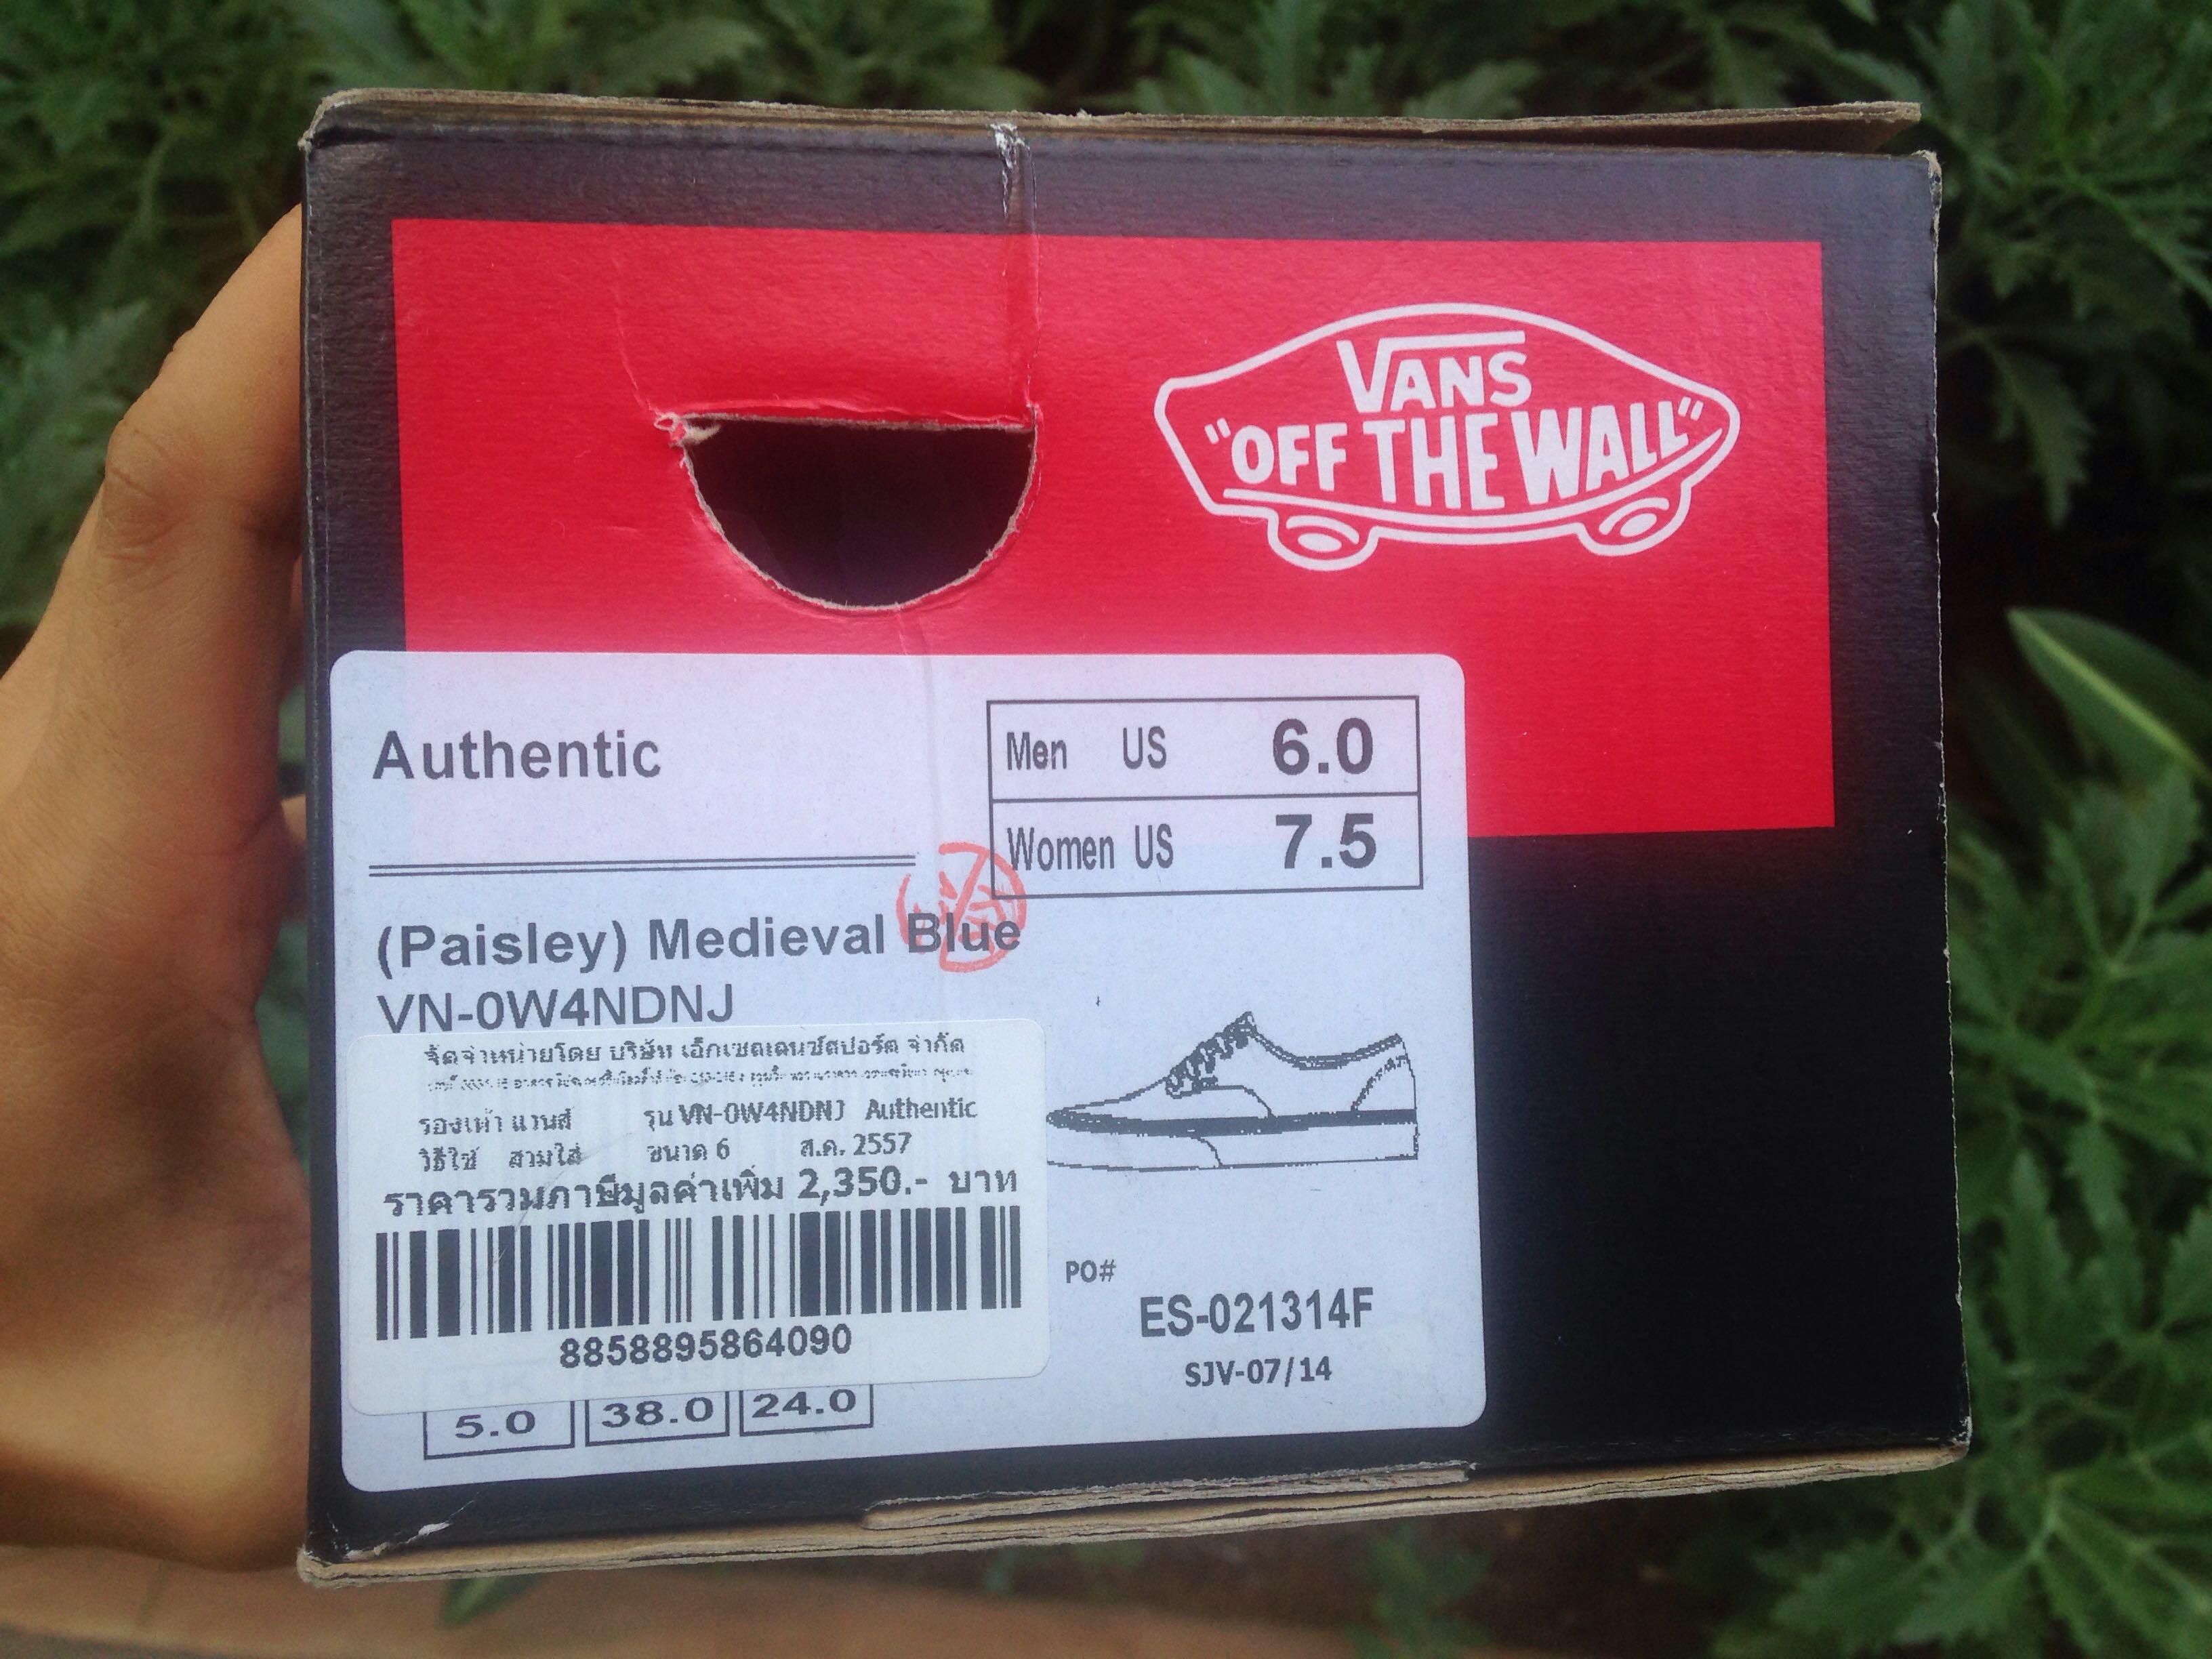 VANS
"OFF THE WALL"
Authentic
Men US 6.0
Women US 7.5
(Paisley) Medieval Blue
VN-0W4NDNJ
จัดจำหน่ายโดย บริษัท เอ็กเซลเลนซ์สปอร์ต จำกัด
รองเท้า แวนส์ รุ่น VN-0W4NDNJ Authentic
วิธีใช้ สวมใส่ ขนาด 6 ส.ค. 2557
ราคารวมภาษีมูลค่าเพิ่ม 2,350.- บาท
8858895864090
5.0 38.0 24.0
PO#
ES-021314F
SJV-07/14